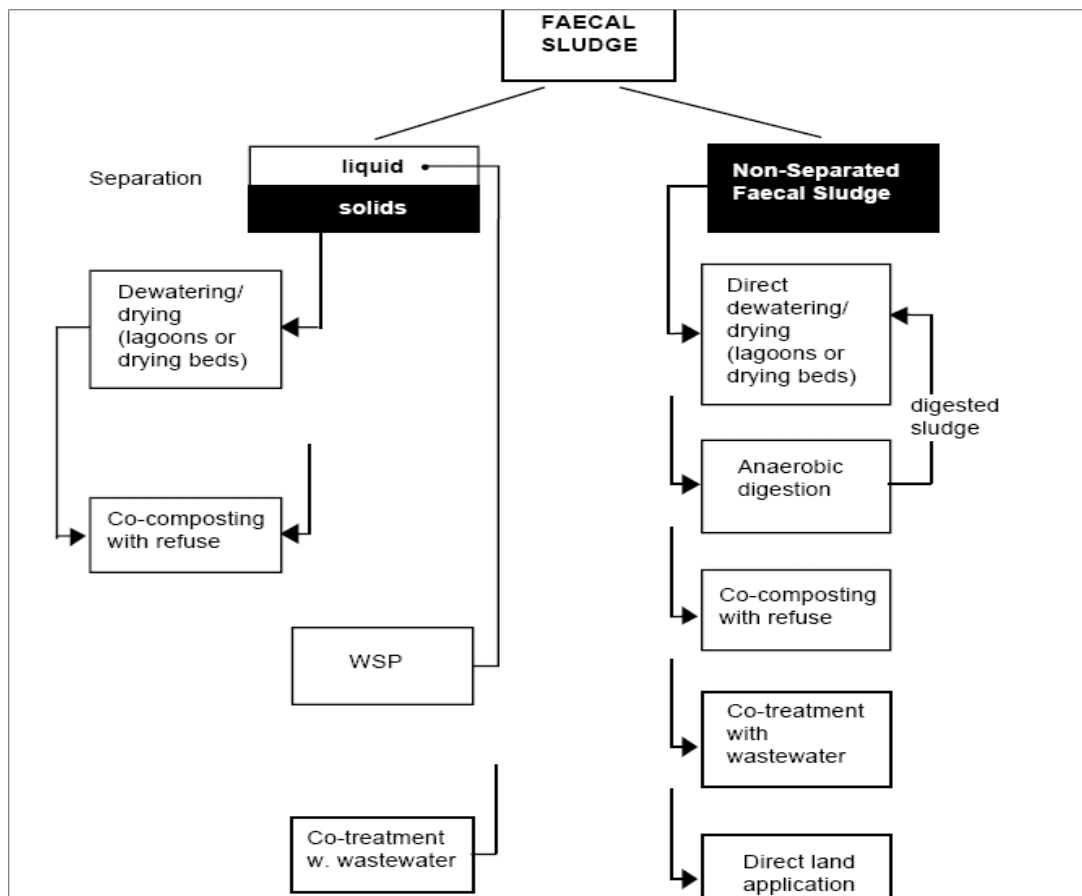 FAECAL
SLUDGE
Separation
liquid
solids
Dewatering/
drying
(lagoons or
drying beds)
Co-composting
with refuse
WSP
Co-treatment
w. wastewater
Non-Separated
Faecal Sludge
Direct
dewatering/
drying
(lagoons or
drying beds)
digested
sludge
Anaerobic
digestion
Co-composting
with refuse
Co-treatment
with
wastewater
Direct land
application